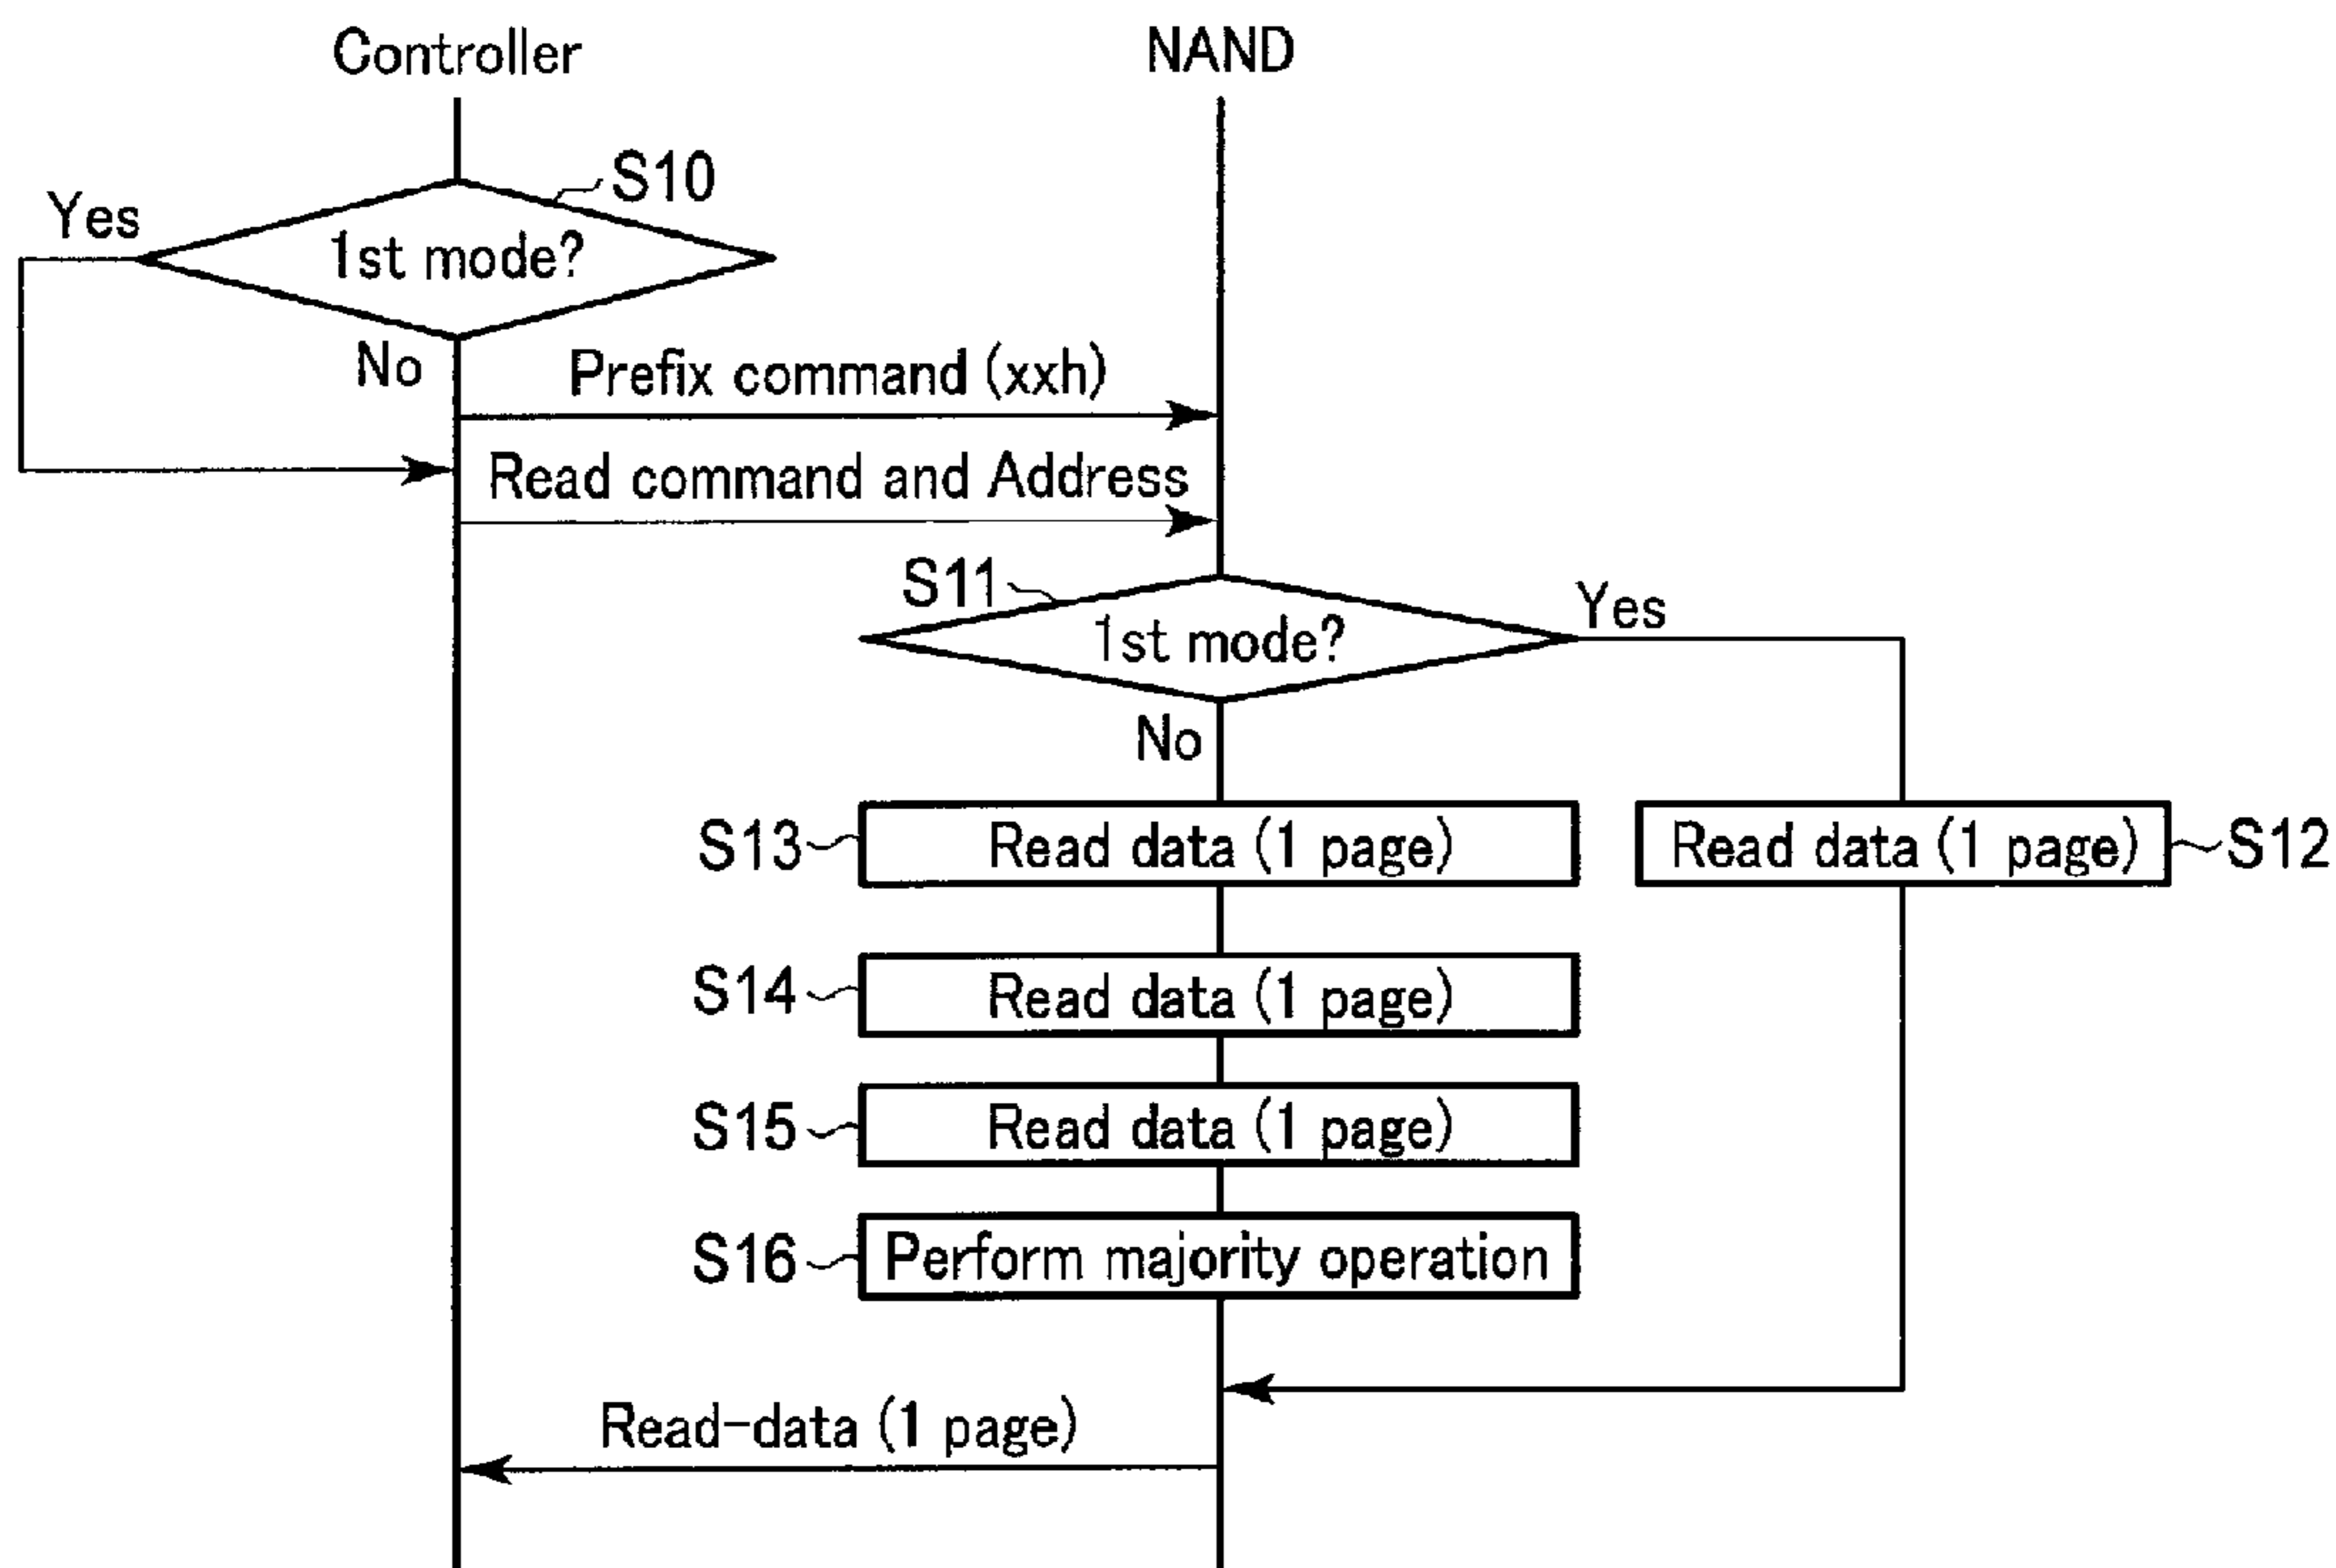 Controller
NAND
S10
Yes
1st mode?
No
Prefix command (xxh)
Read command and Address
S11
Yes
1st mode?
No
S13
Read data (1 page)
Read data (1 page)
S12
S14
Read data (1 page)
S15
Read data (1 page)
S16
Perform majority operation
Read-data (1 page)